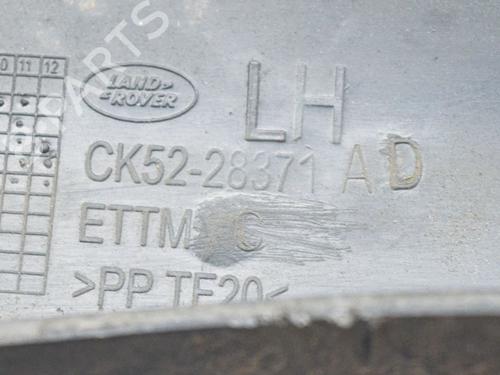 10 11 12
LAND
ROVER
LH
CK52-28371 AD
ETTM C
>PP TF20<